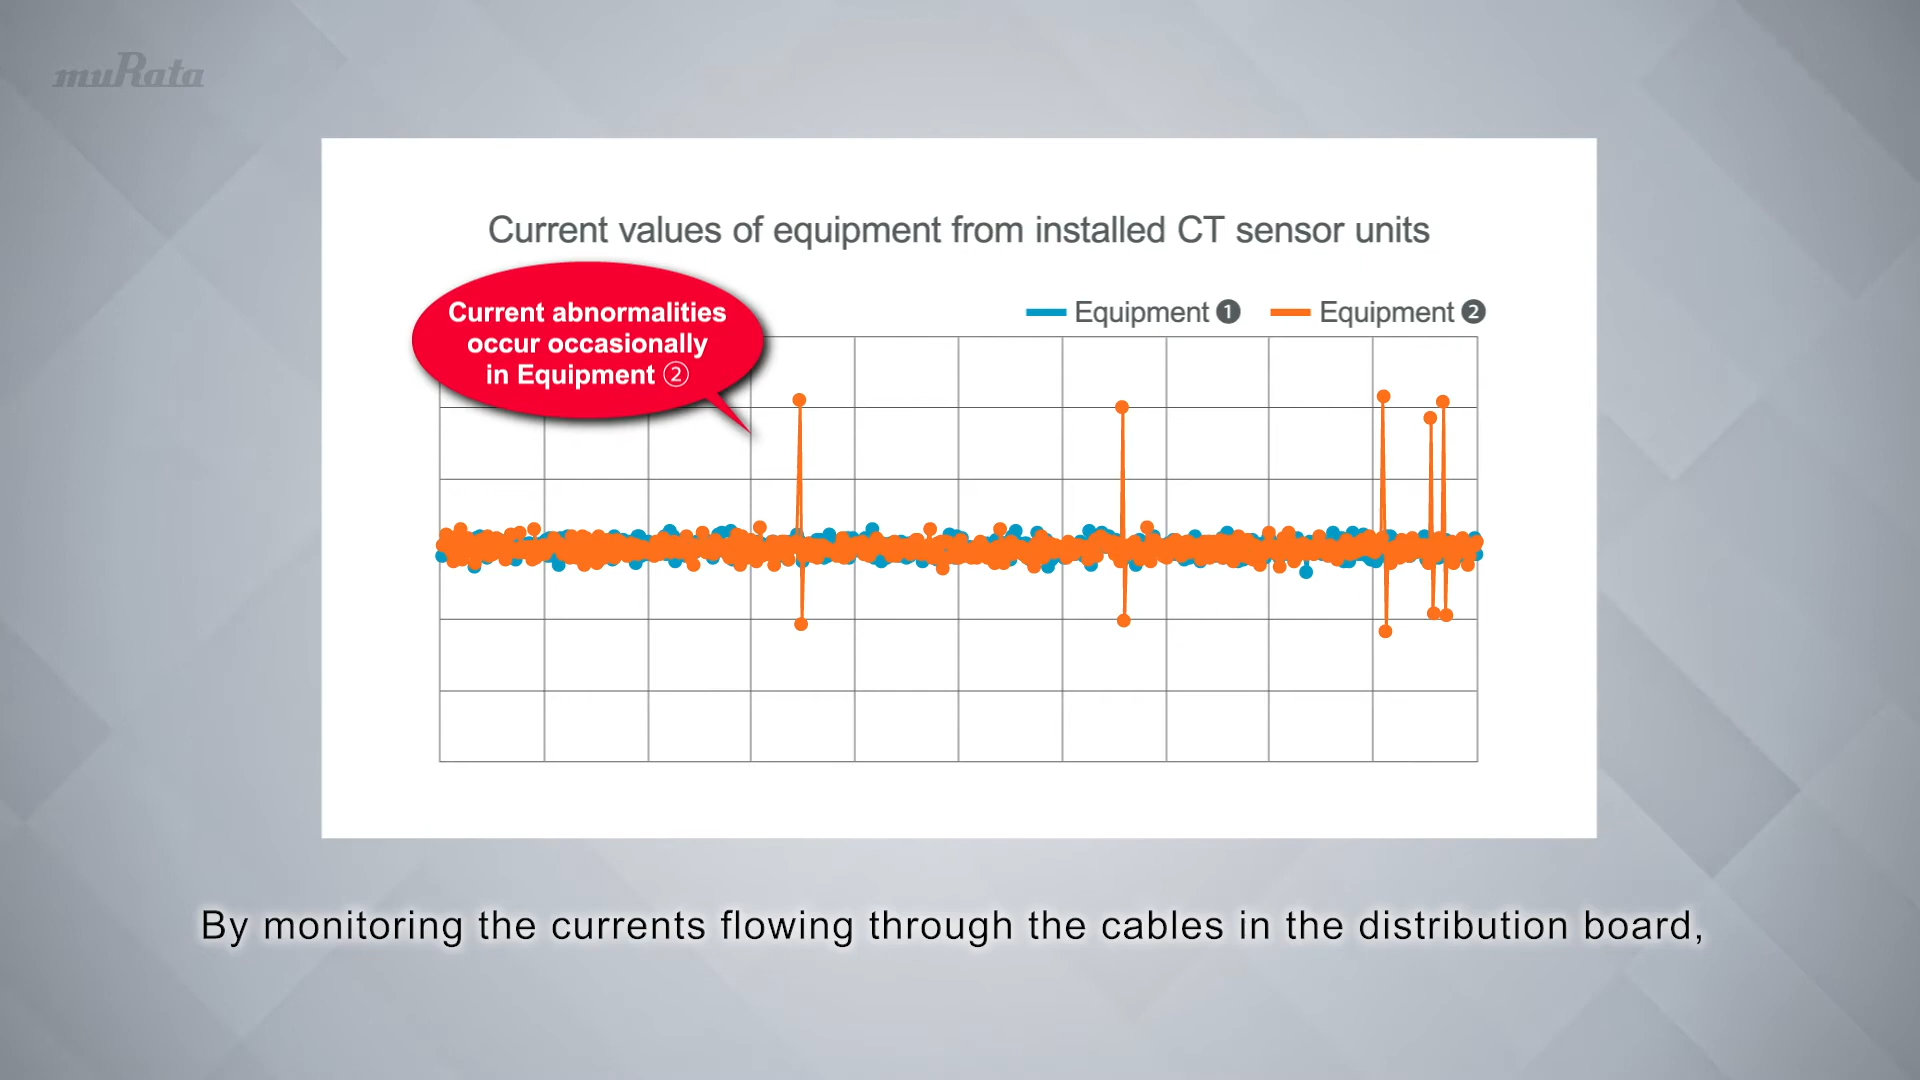 muRata
Current values of equipment from installed CT sensor units
Current abnormalities
occur occasionally
in Equipment ②
Equipment ❶
Equipment ❷
By monitoring the currents flowing through the cables in the distribution board,